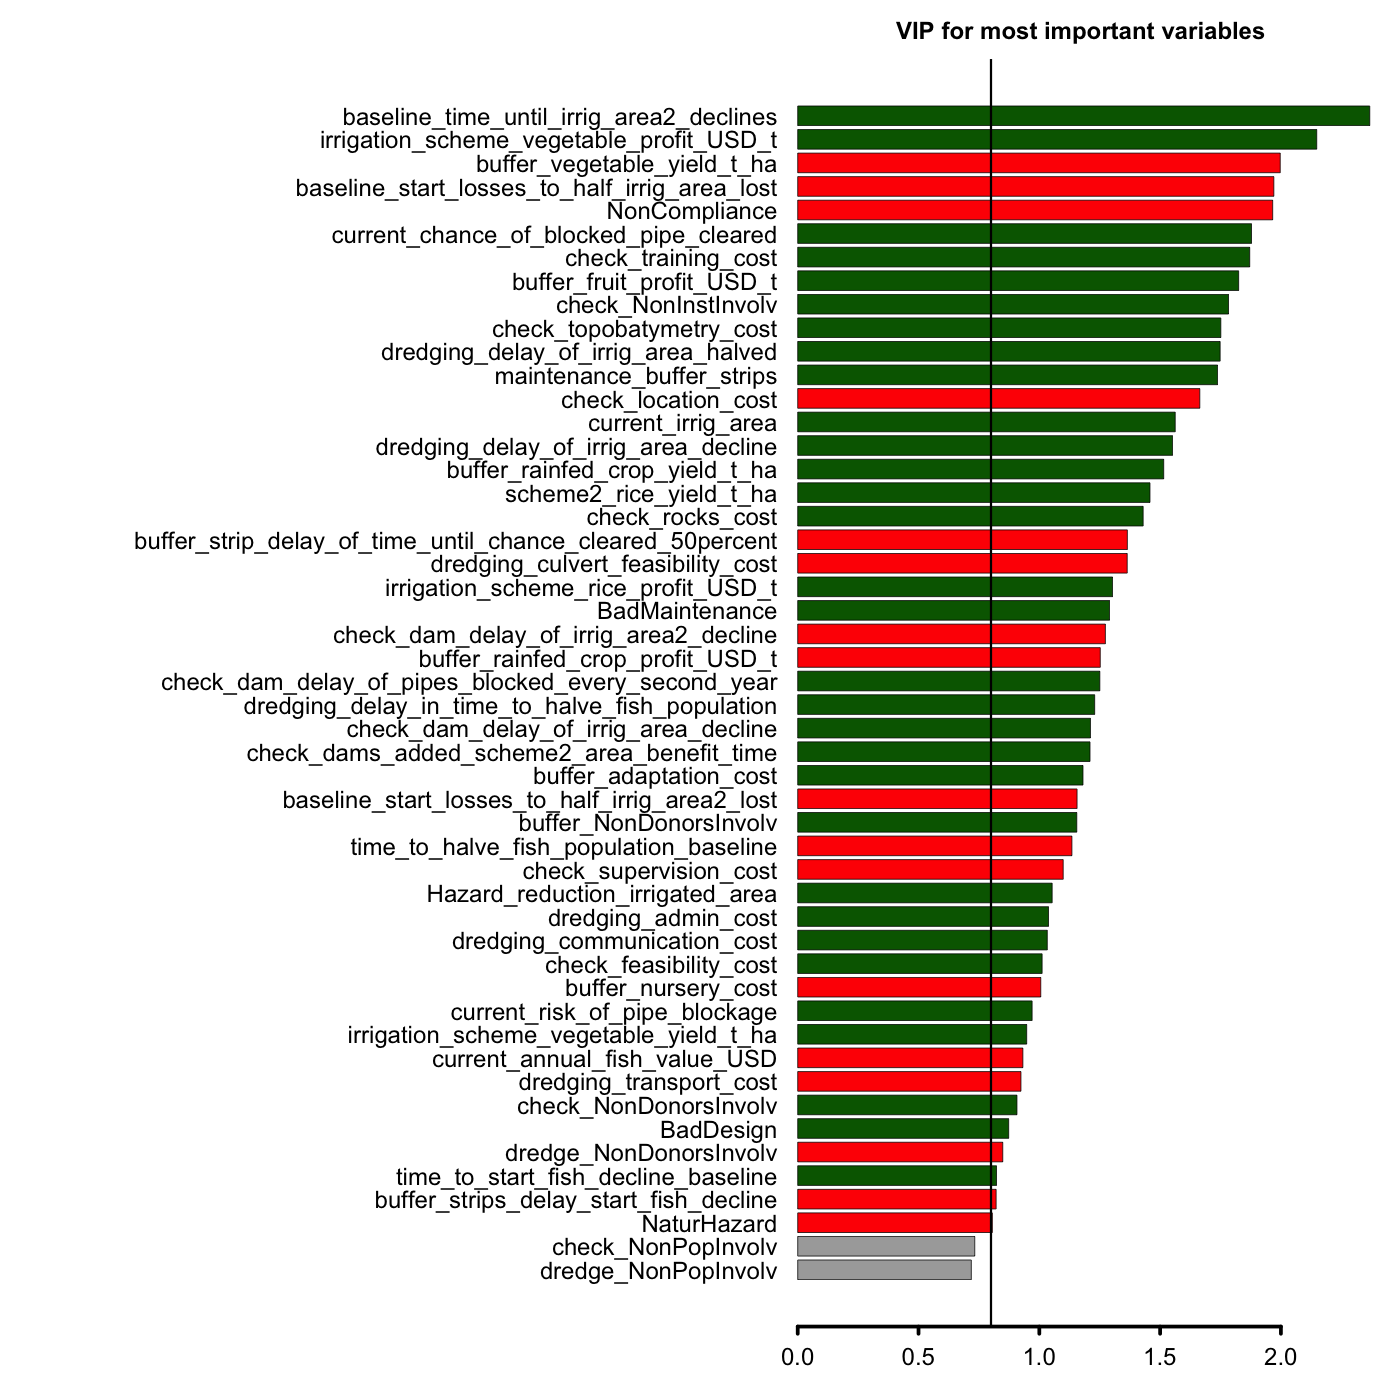 VIP for most important variables
baseline_time_until_irrig_area2_declines
irrigation_scheme_vegetable_profit_USD_t
buffer_vegetable_yield_t_ha
baseline_start_losses_to_half_irrig_area_lost
NonCompliance
current_chance_of_blocked_pipe_cleared
check_training_cost
buffer_fruit_profit_USD_t
check_NonInstInvolv
check_topobatymetry_cost
dredging_delay_of_irrig_area_halved
maintenance_buffer_strips
check_location_cost
current_irrig_area
dredging_delay_of_irrig_area_decline
buffer_rainfed_crop_yield_t_ha
scheme2_rice_yield_t_ha
check_rocks_cost
buffer_strip_delay_of_time_until_chance_cleared_50percent
dredging_culvert_feasibility_cost
irrigation_scheme_rice_profit_USD_t
BadMaintenance
check_dam_delay_of_irrig_area2_decline
buffer_rainfed_crop_profit_USD_t
check_dam_delay_of_pipes_blocked_every_second_year
dredging_delay_in_time_to_halve_fish_population
check_dam_delay_of_irrig_area_decline
check_dams_added_scheme2_area_benefit_time
buffer_adaptation_cost
baseline_start_losses_to_half_irrig_area2_lost
buffer_NonDonorsInvolv
time_to_halve_fish_population_baseline
check_supervision_cost
Hazard_reduction_irrigated_area
dredging_admin_cost
dredging_communication_cost
check_feasibility_cost
buffer_nursery_cost
current_risk_of_pipe_blockage
irrigation_scheme_vegetable_yield_t_ha
current_annual_fish_value_USD
dredging_transport_cost
check_NonDonorsInvolv
BadDesign
dredge_NonDonorsInvolv
time_to_start_fish_decline_baseline
buffer_strips_delay_start_fish_decline
NaturHazard
check_NonPopInvolv
dredge_NonPopInvolv
0.0 0.5 1.0 1.5 2.0